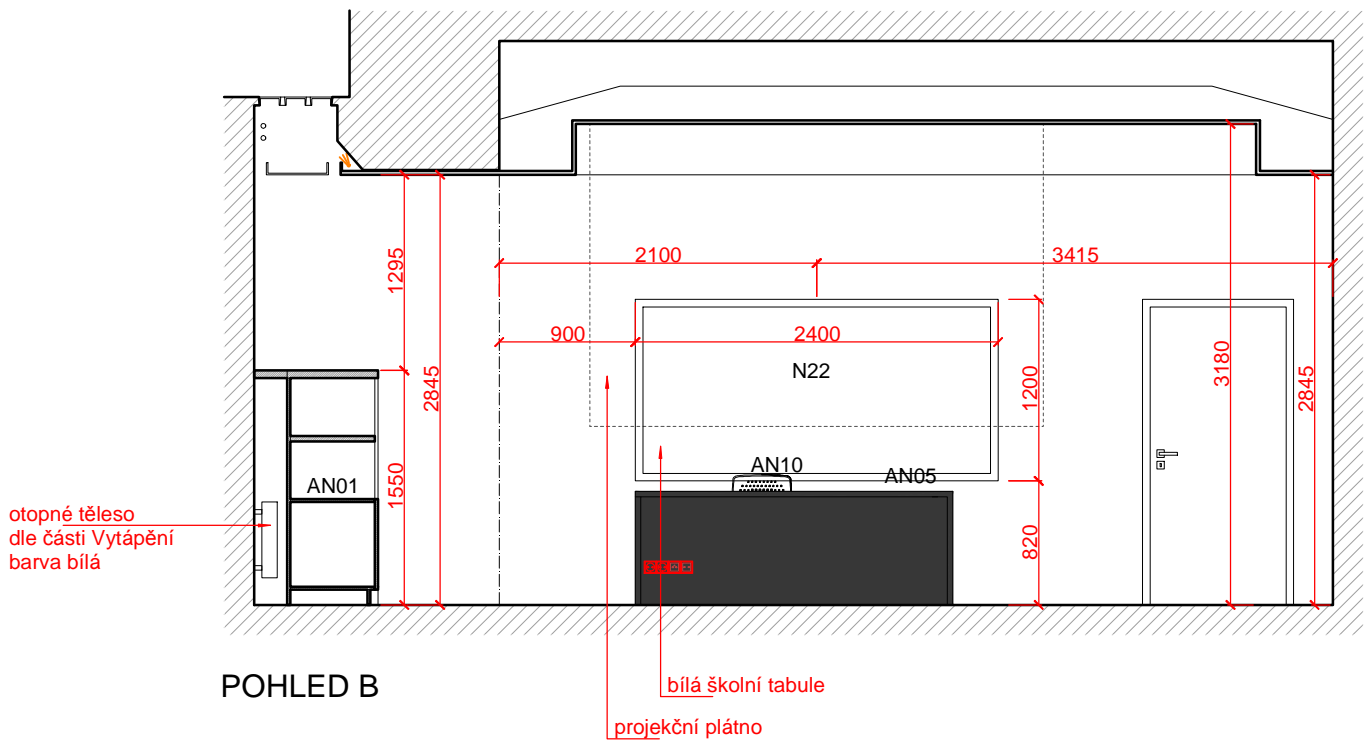 2100
3415
1295
2845
900
2400
N22
1200
3180
2845
AN10
AN05
AN01
1550
820
otopné těleso
dle části Vytápění
barva bílá
POHLED B
bílá školní tabule
projekční plátno